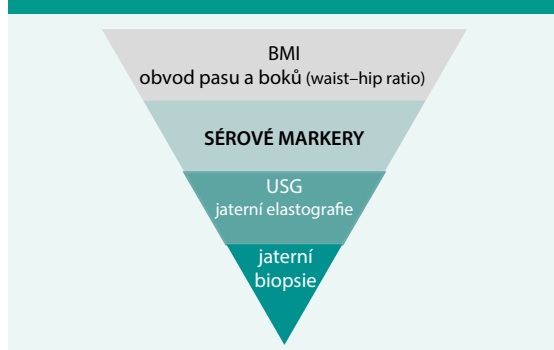 BMI
obvod pasu a boků (waist–hip ratio)
SÉROVÉ MARKERY
USG
jaterní elastografie
jaterní
biopsie